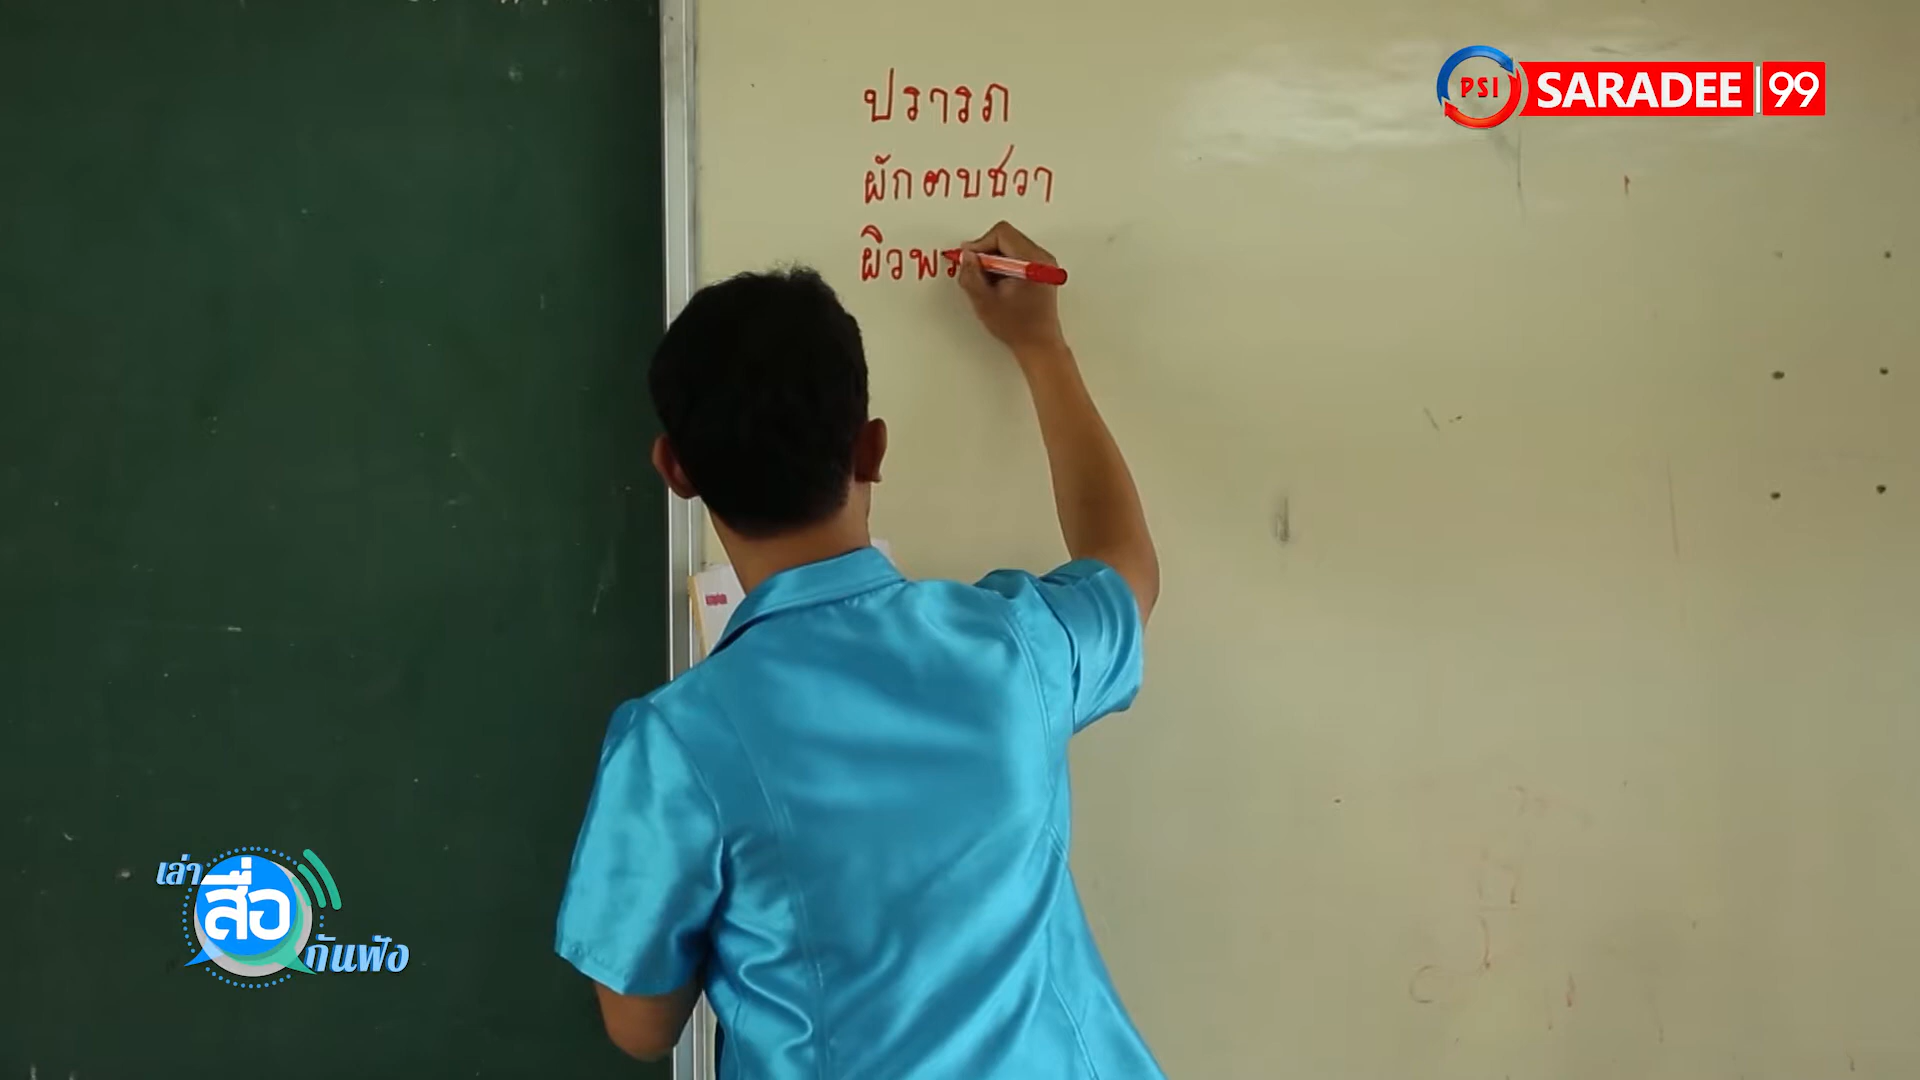 ปรารภ
PSI SARADEE 99
ผักตบชวา
ผิวพร
เล่า
สื่อ
กันฟัง